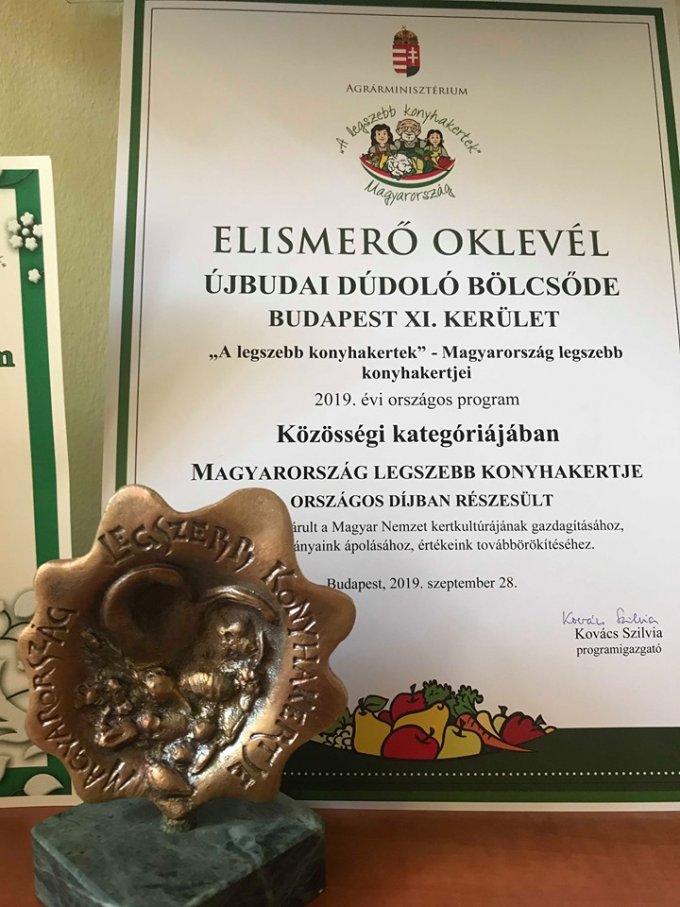 AGRÁRMINISZTÉRIUM
"A legszebb konyhakertek"
Magyarország
ELISMERŐ OKLEVÉL
ÚJBUDAI DÚDOLÓ BÖLCSŐDE
BUDAPEST XI. KERÜLET
„A legszebb konyhakertek” - Magyarország legszebb
konyhakertjei
2019. évi országos program
Közösségi kategóriájában
MAGYARORSZÁG LEGSZEBB KONYHAKERTJE
ORSZÁGOS DÍJBAN RÉSZESÜLT
árult a Magyar Nemzet kertkultúrájának gazdagításához,
ányaink ápolásához, értékeink továbbörökítéséhez.
Budapest, 2019. szeptember 28.
Kovács Szilvia
Kovács Szilvia
programigazgató
MAGYARORSZÁG LEGSZEBB KONYHAKERTJE